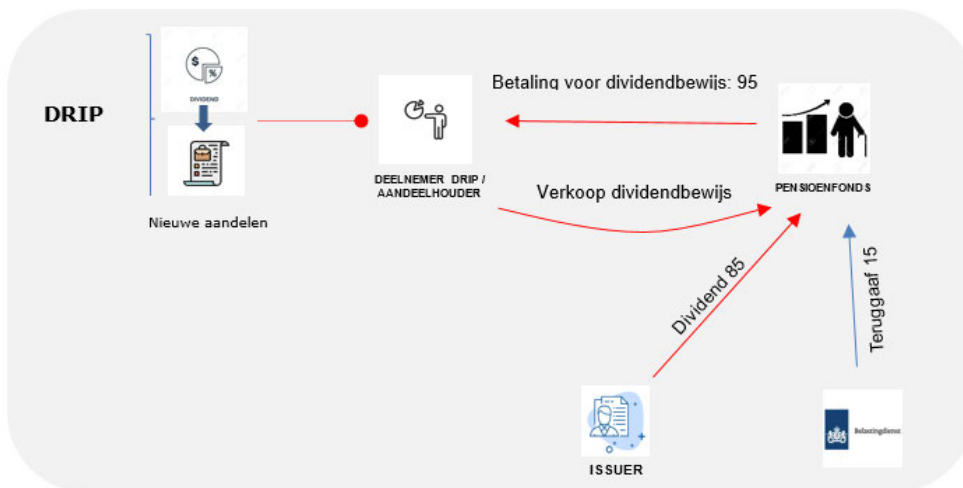 $
%
DIVIDEND
DRIP
Nieuwe aandelen
DEELNEMER DRIP /
AANDEELHOUDER
Betaling voor dividendbewijs: 95
Verkoop dividendbewijs
PENSIOENFONDS
Dividend 85
Teruggaaf 15
ISSUER
Belastingdienst